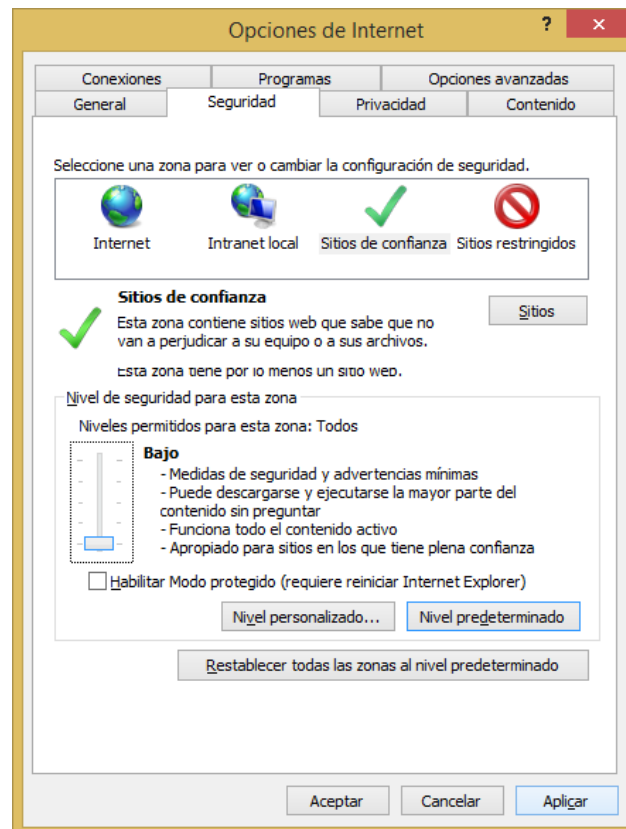 Opciones de Internet
?
×
Conexiones
Programas
Opciones avanzadas
General
Seguridad
Privacidad
Contenido
Seleccione una zona para ver o cambiar la configuración de seguridad.
Internet
Intranet local
Sitios de confianza
Sitios restringidos
Sitios de confianza
Esta zona contiene sitios web que sabe que no
van a perjudicar a su equipo o a sus archivos.
Esta zona tiene por lo menos un sitio web.
Sitios
Nivel de seguridad para esta zona
Niveles permitidos para esta zona: Todos
Bajo
- Medidas de seguridad y advertencias mínimas
- Puede descargarse y ejecutarse la mayor parte del
contenido sin preguntar
- Funciona todo el contenido activo
- Apropiado para sitios en los que tiene plena confianza
Habilitar Modo protegido (requiere reiniciar Internet Explorer)
Nivel personalizado...
Nivel predeterminado
Restablecer todas las zonas al nivel predeterminado
Aceptar
Cancelar
Aplicar